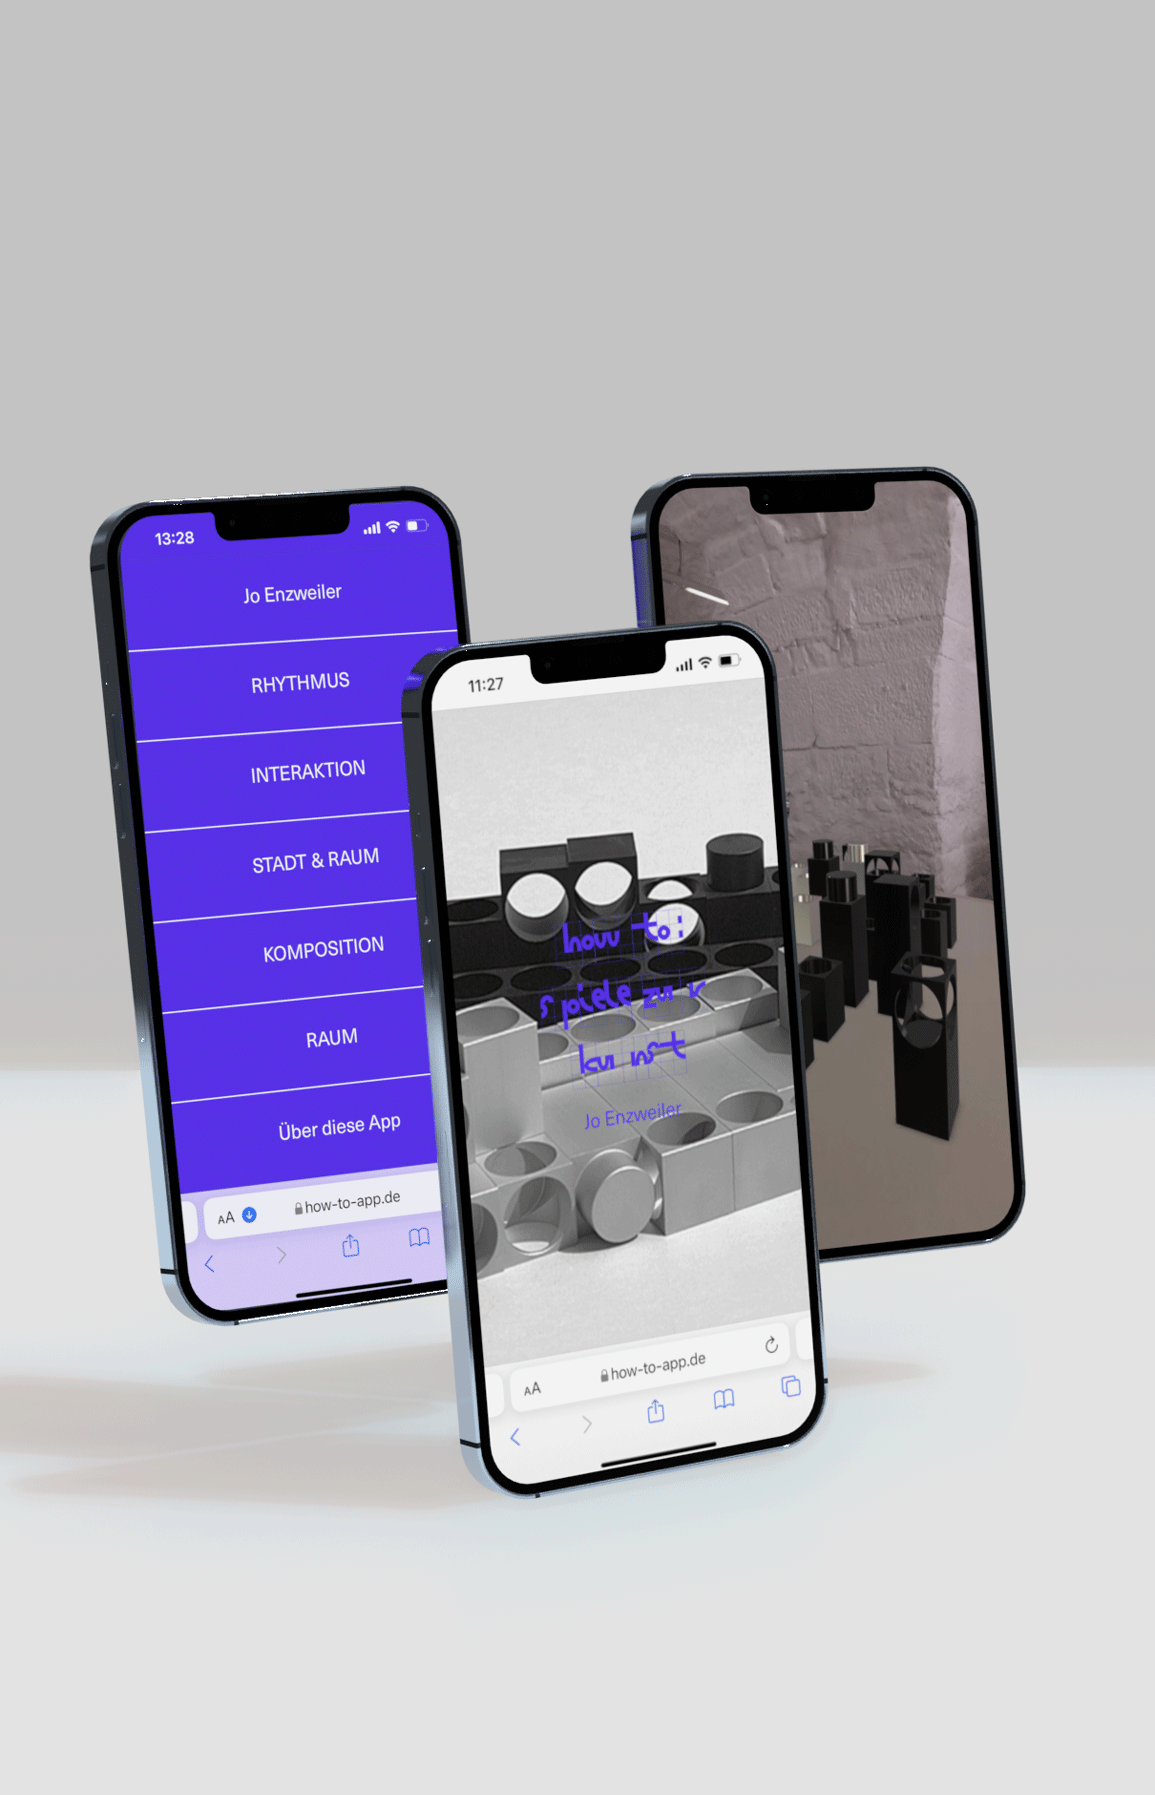 13:28
Jo Enzweiler
RHYTHMUS
INTERAKTION
STADT & RAUM
KOMPOSITION
RAUM
Über diese App
AA how-to-app.de
11:27
how to:
spiele zur
kunst
Jo Enzweiler
AA how-to-app.de